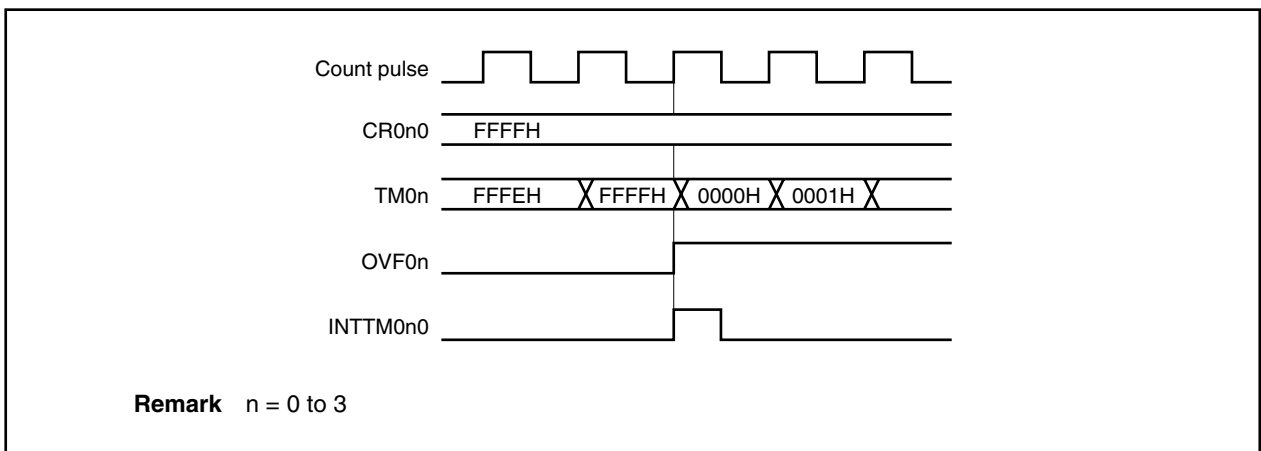 Count pulse
CR0n0 FFFFH
TM0n FFFEH FFFFH 0000H 0001H
OVF0n
INTTM0n0
Remark n = 0 to 3